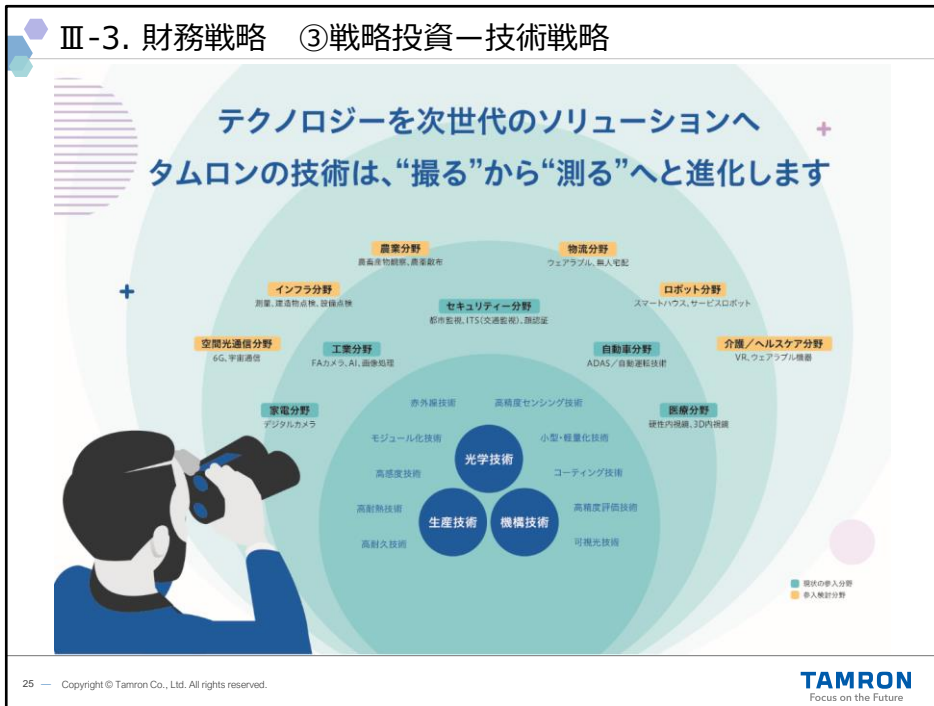 Ⅲ-3. 財務戦略　③戦略投資ー技術戦略
テクノロジーを次世代のソリューションへ
タムロンの技術は、“撮る”から“測る”へと進化します
農業分野
農畜産物観察、農薬散布
物流分野
ウェアラブル、無人宅配
インフラ分野
測量、建造物点検、設備点検
ロボット分野
スマートハウス、サービスロボット
セキュリティー分野
都市監視、ITS(交通監視)、顔認証
空間光通信分野
6G、宇宙通信
工業分野
FAカメラ、AI、画像処理
自動車分野
ADAS／自動運転技術
介護／ヘルスケア分野
VR、ウェアラブル機器
家電分野
デジタルカメラ
医療分野
硬性内視鏡、3D内視鏡
赤外線技術
高精度センシング技術
モジュール化技術
小型・軽量化技術
光学技術
高感度技術
コーティング技術
高耐熱技術
高精度評価技術
生産技術
機構技術
高耐久技術
可視光技術
現状の参入分野
参入検討分野
25 — Copyright © Tamron Co., Ltd. All rights reserved.
TAMRON
Focus on the Future